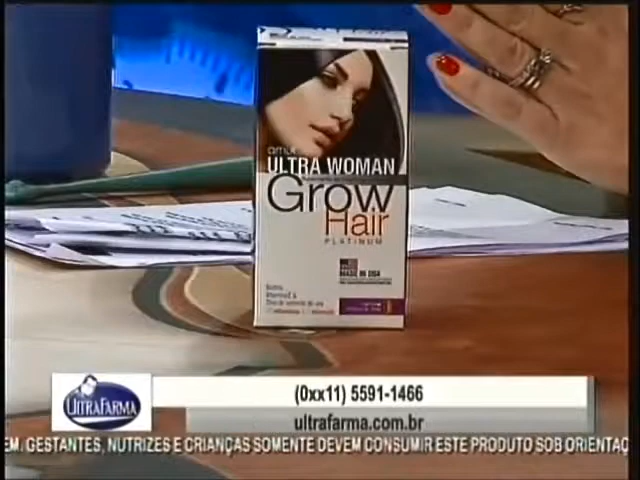 ULTRA WOMAN
GROW
Hair
PLATINUM
MADE IN USA
(0xx11) 5591-1466
ULTRAFARMA
ultrafarma.com.br
EM. GESTANTES, NUTRIZES E CRIANÇAS SOMENTE DEVEM CONSUMIR ESTE PRODUTO SOB ORIENTAÇ